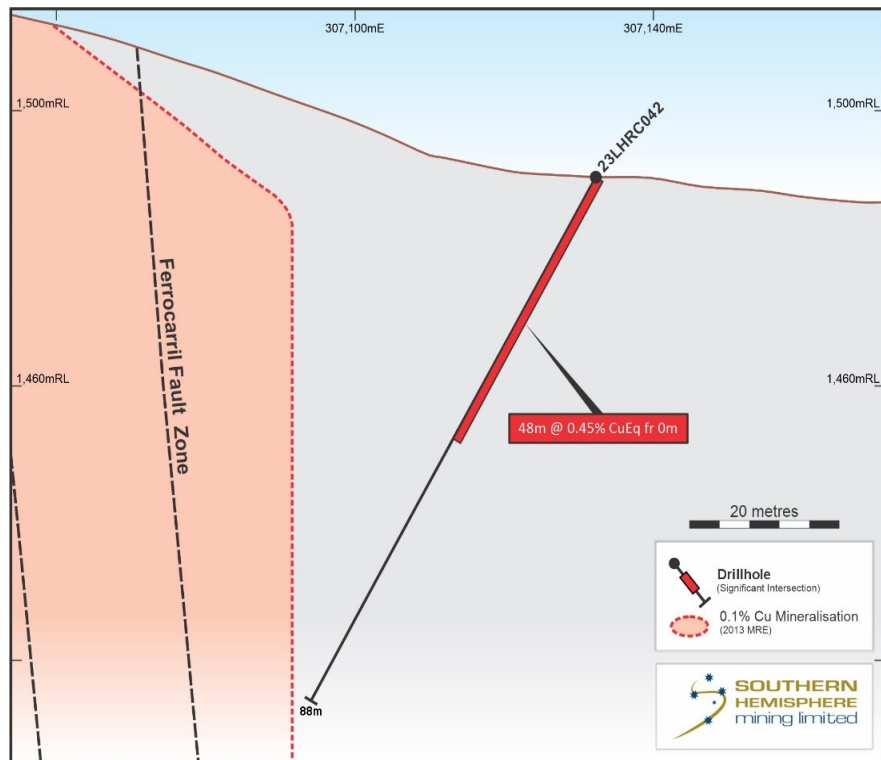 307,100mE
307,140mE
1,500mRL
1,500mRL
23LHRC042
Ferrocarril Fault Zone
1,460mRL
1,460mRL
48m @ 0.45% CuEq fr 0m
20 metres
Drillhole
(Significant Intersection)
0.1% Cu Mineralisation
(2013 MRE)
SOUTHERN
HEMISPHERE
mining limited
88m